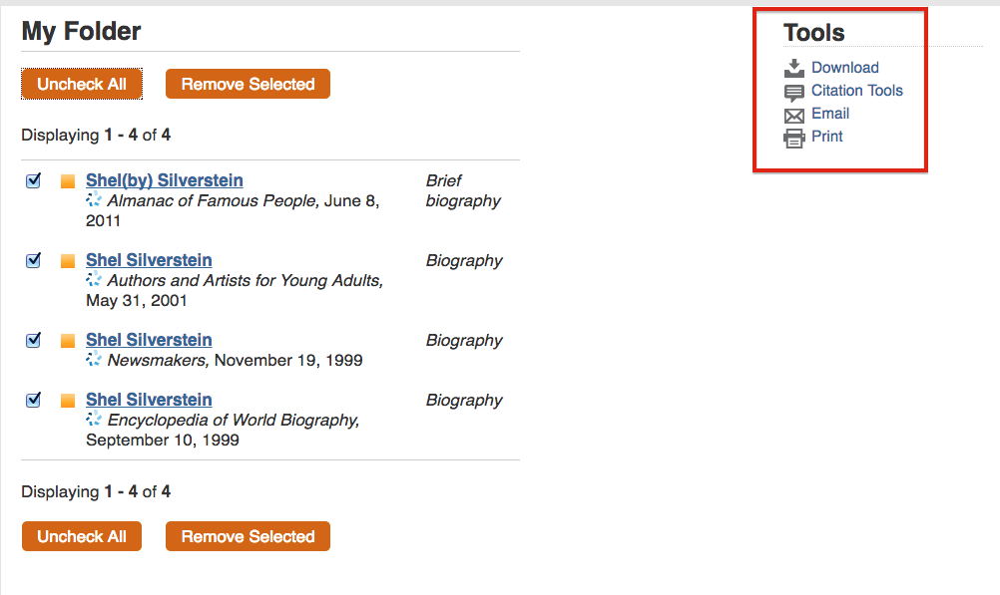 My Folder
Uncheck All
Remove Selected
Displaying 1 - 4 of 4
Shel(by) Silverstein
Almanac of Famous People, June 8,
2011
Brief
biography
Shel Silverstein
Authors and Artists for Young Adults,
May 31, 2001
Biography
Shel Silverstein
Newsmakers, November 19, 1999
Biography
Shel Silverstein
Encyclopedia of World Biography,
September 10, 1999
Biography
Displaying 1 - 4 of 4
Uncheck All
Remove Selected
Tools
Download
Citation Tools
Email
Print